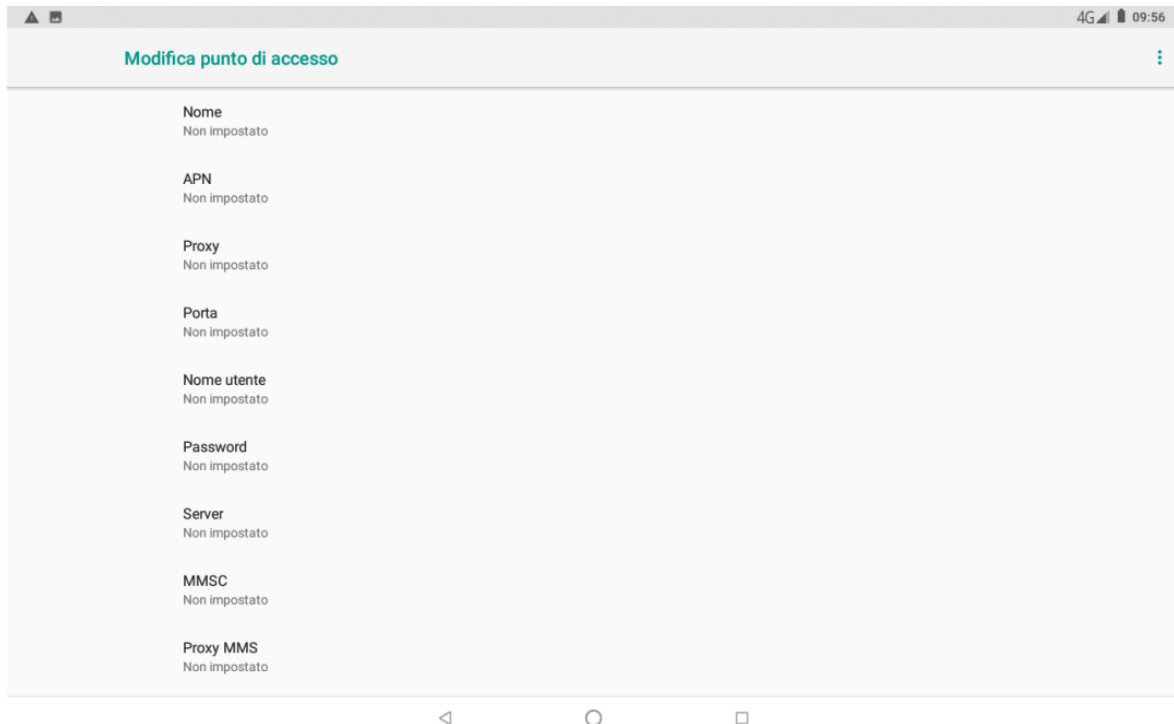 4G 09:56
Modifica punto di accesso
Nome
Non impostato
APN
Non impostato
Proxy
Non impostato
Porta
Non impostato
Nome utente
Non impostato
Password
Non impostato
Server
Non impostato
MMSC
Non impostato
Proxy MMS
Non impostato